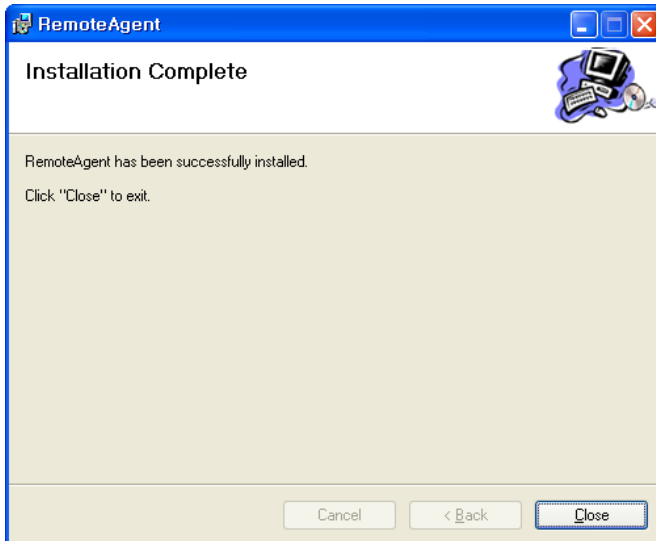 RemoteAgent
Installation Complete
RemoteAgent has been successfully installed.
Click "Close" to exit.
Cancel
< Back
Close